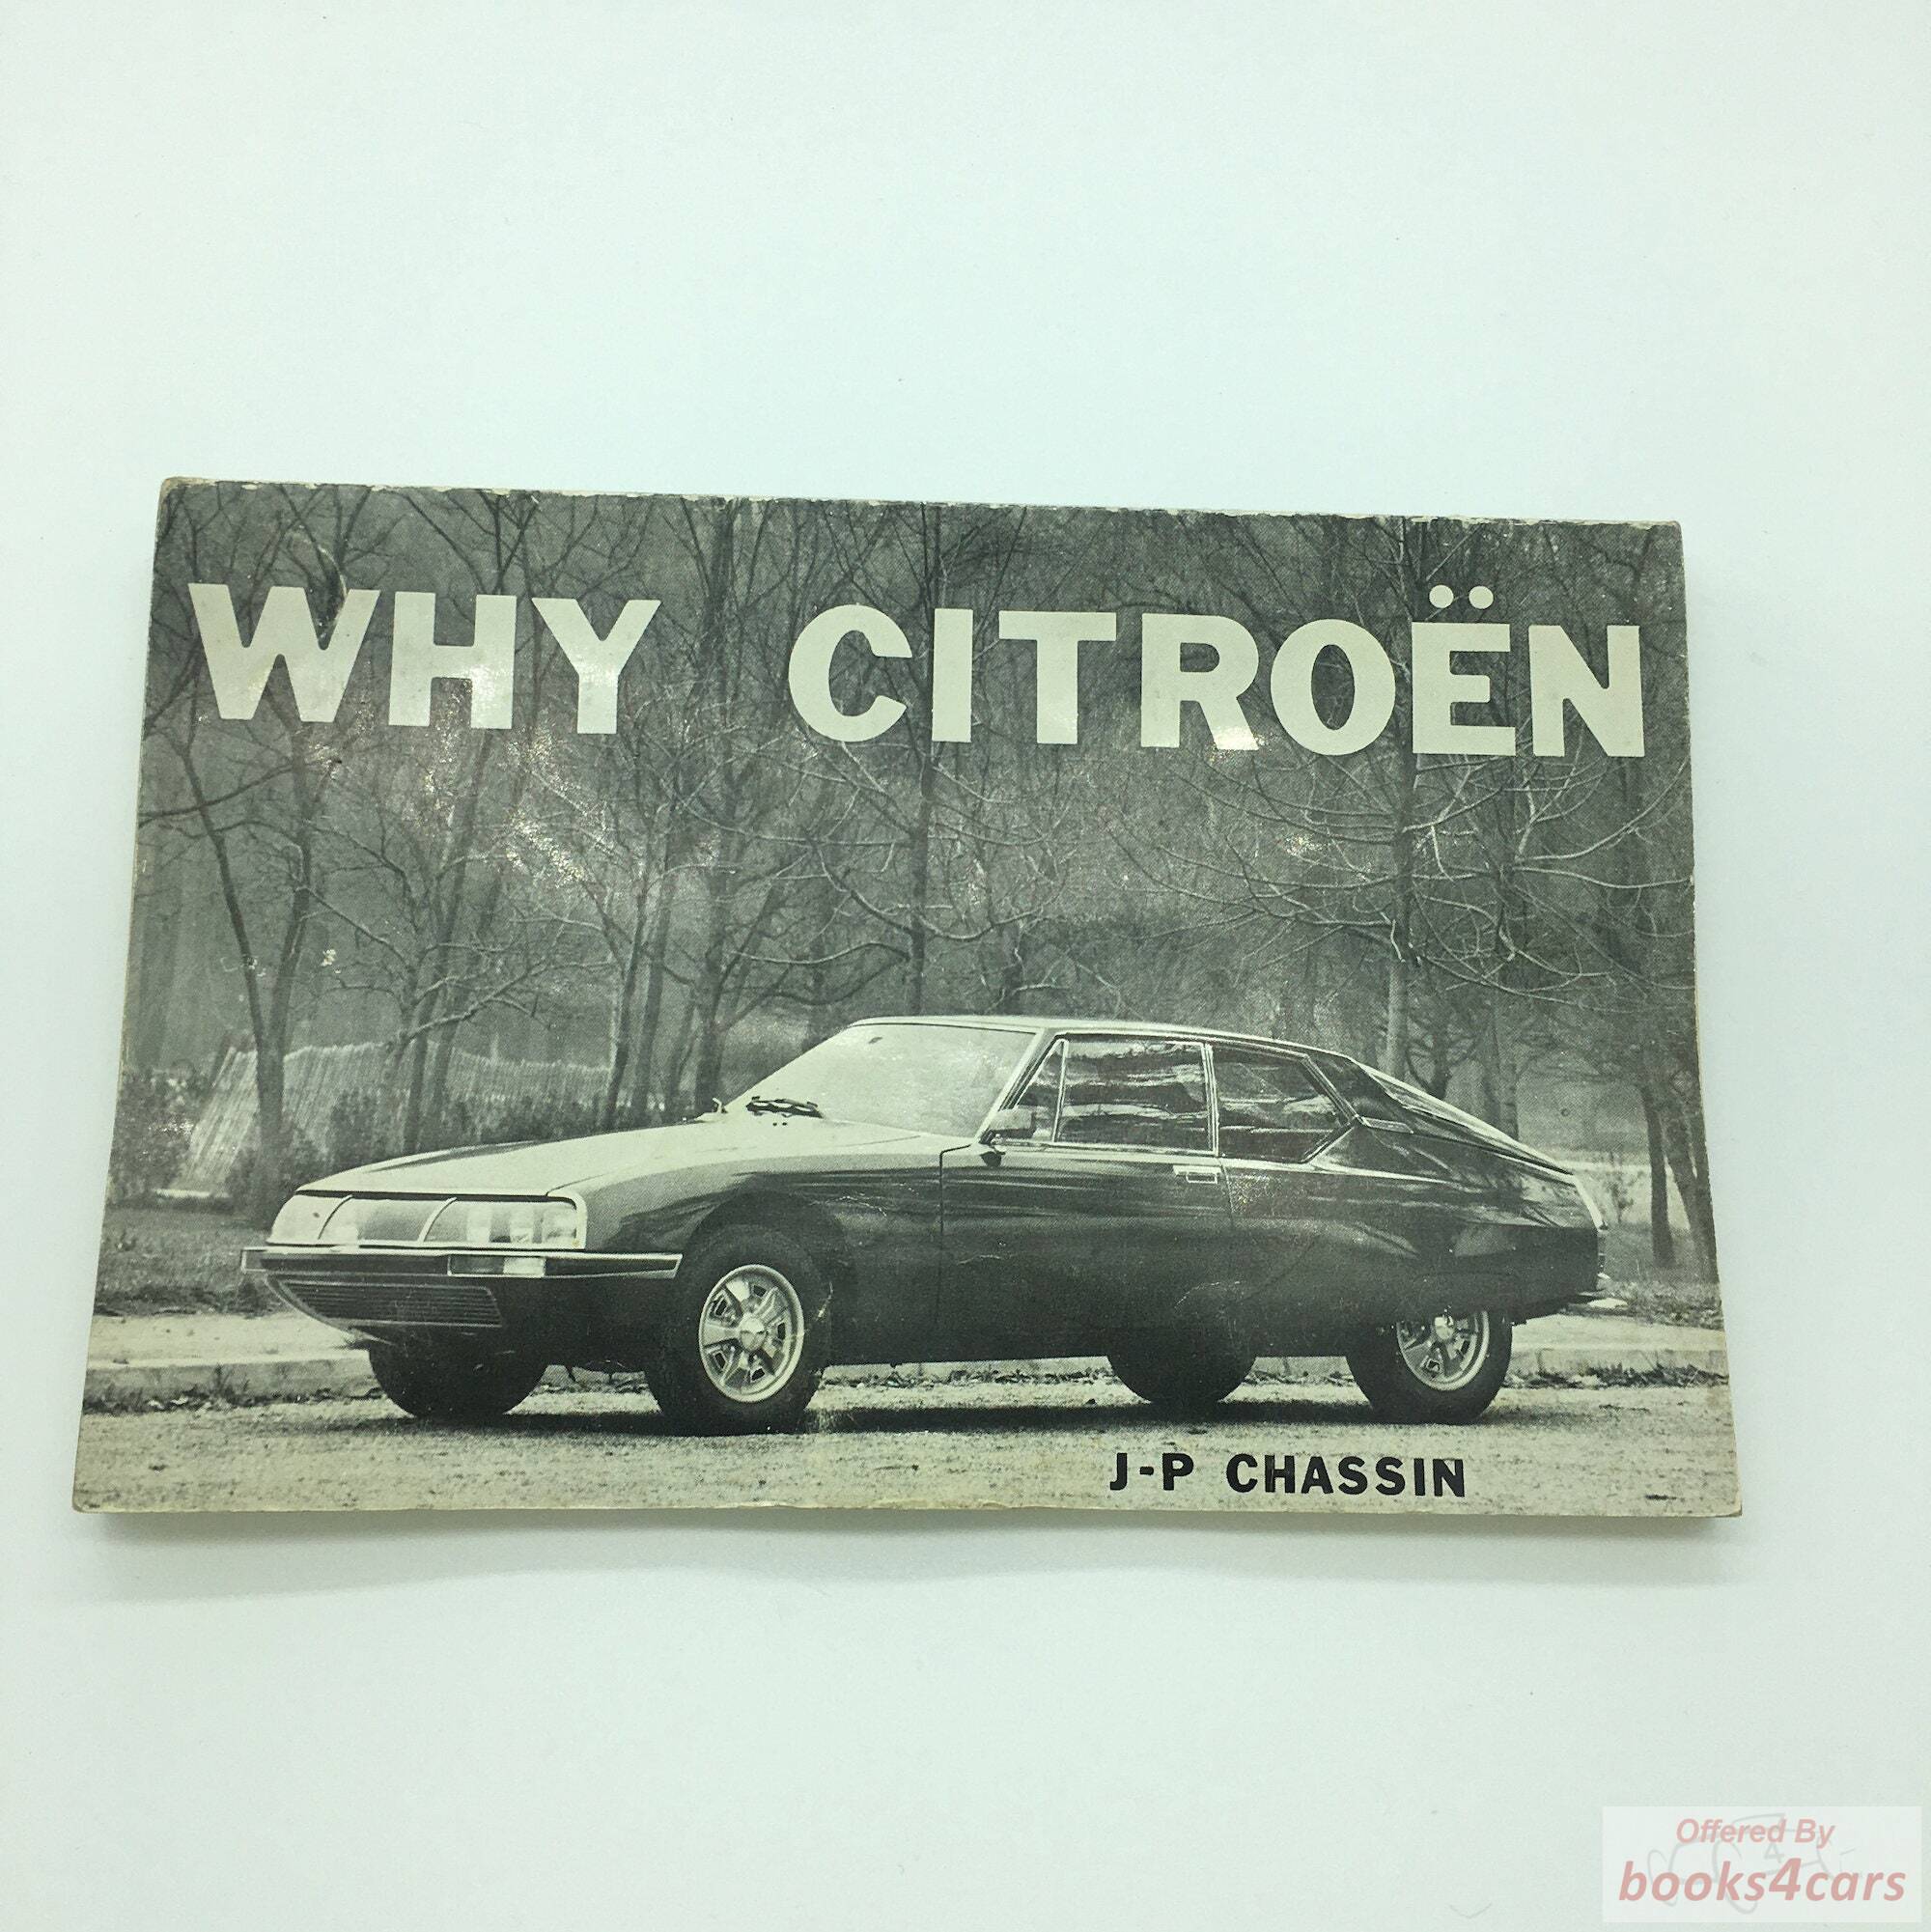 WHY CITROËN
J-P CHASSIN
Offered By
books4cars